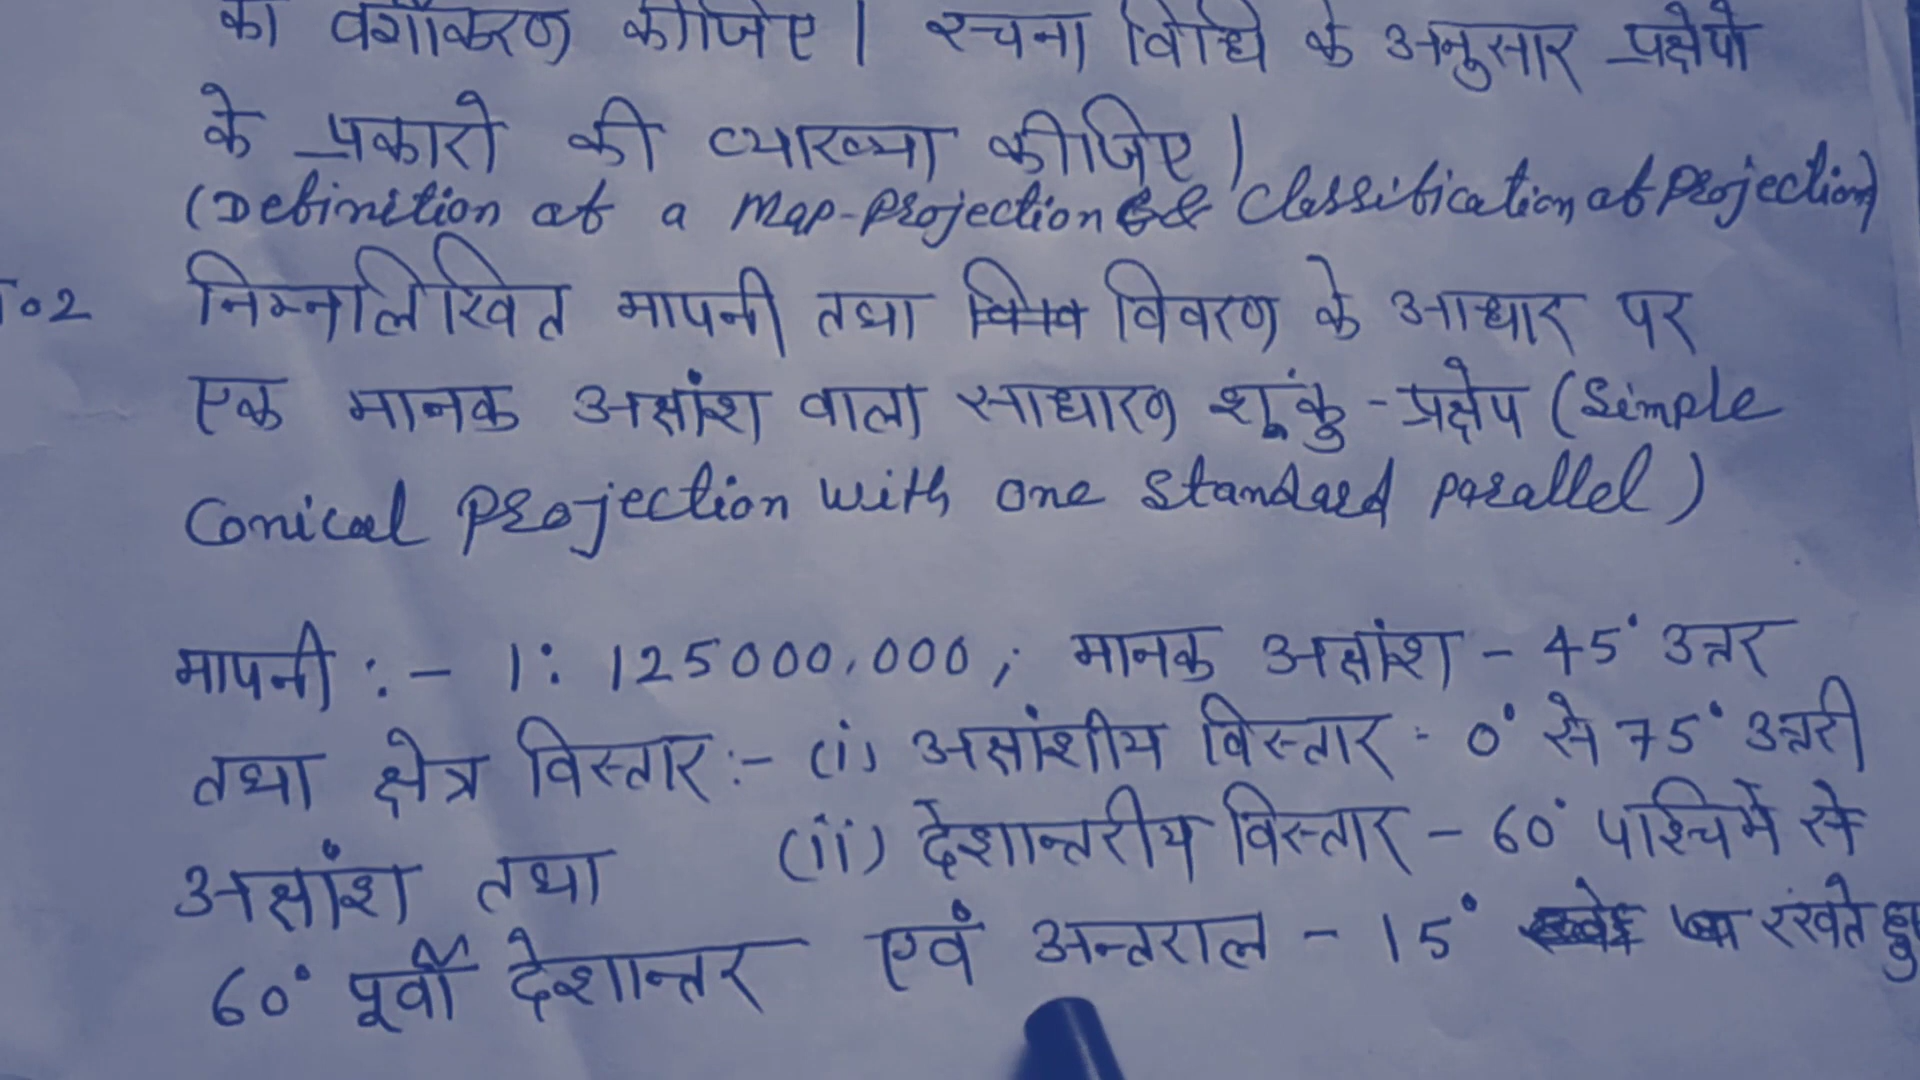 का वर्गीकरण कीजिए । रचना विधि के अनुसार प्रक्षेपो
के प्रकारो की व्याख्या कीजिए ।
(Definition of a Map-Projection & Classification of Projection)
०2 निम्नलिखित मापनी तथा विवरण के आधार पर
एक मानक अक्षांश वाला साधारण शंकु-प्रक्षेप (Simple
Conical Projection with one Standard parallel)
मापनी :- 1: 125000,000, मानक अक्षांश - 45° उत्तर
तथा क्षेत्र विस्तार:- (i) अक्षांशीय विस्तार - 0° से 75° उत्तरी
अक्षांश तथा (ii) देशान्तरीय विस्तार - 60° पश्चिमे से
60° पूर्वी देशान्तर एवं अन्तराल - 15° रखते हु